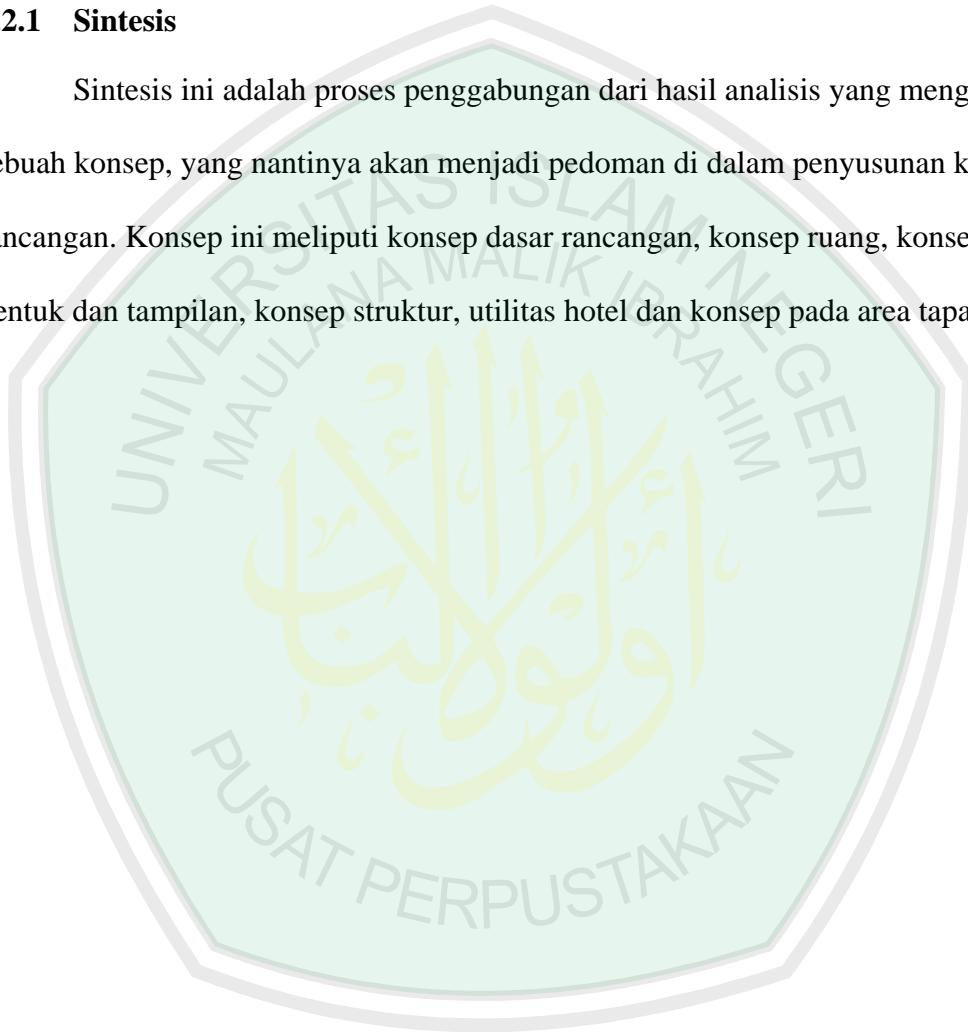 .2.1 Sintesis
Sintesis ini adalah proses penggabungan dari hasil analisis yang meng
ebuah konsep, yang nantinya akan menjadi pedoman di dalam penyusunan k
ancangan. Konsep ini meliputi konsep dasar rancangan, konsep ruang, konse
entuk dan tampilan, konsep struktur, utilitas hotel dan konsep pada area tapa
UNIVERSITAS ISLAM NEGERI
MAULANA MALIK IBRAHIM
أولوا الألباب
PUSAT PERPUSTAKAAN